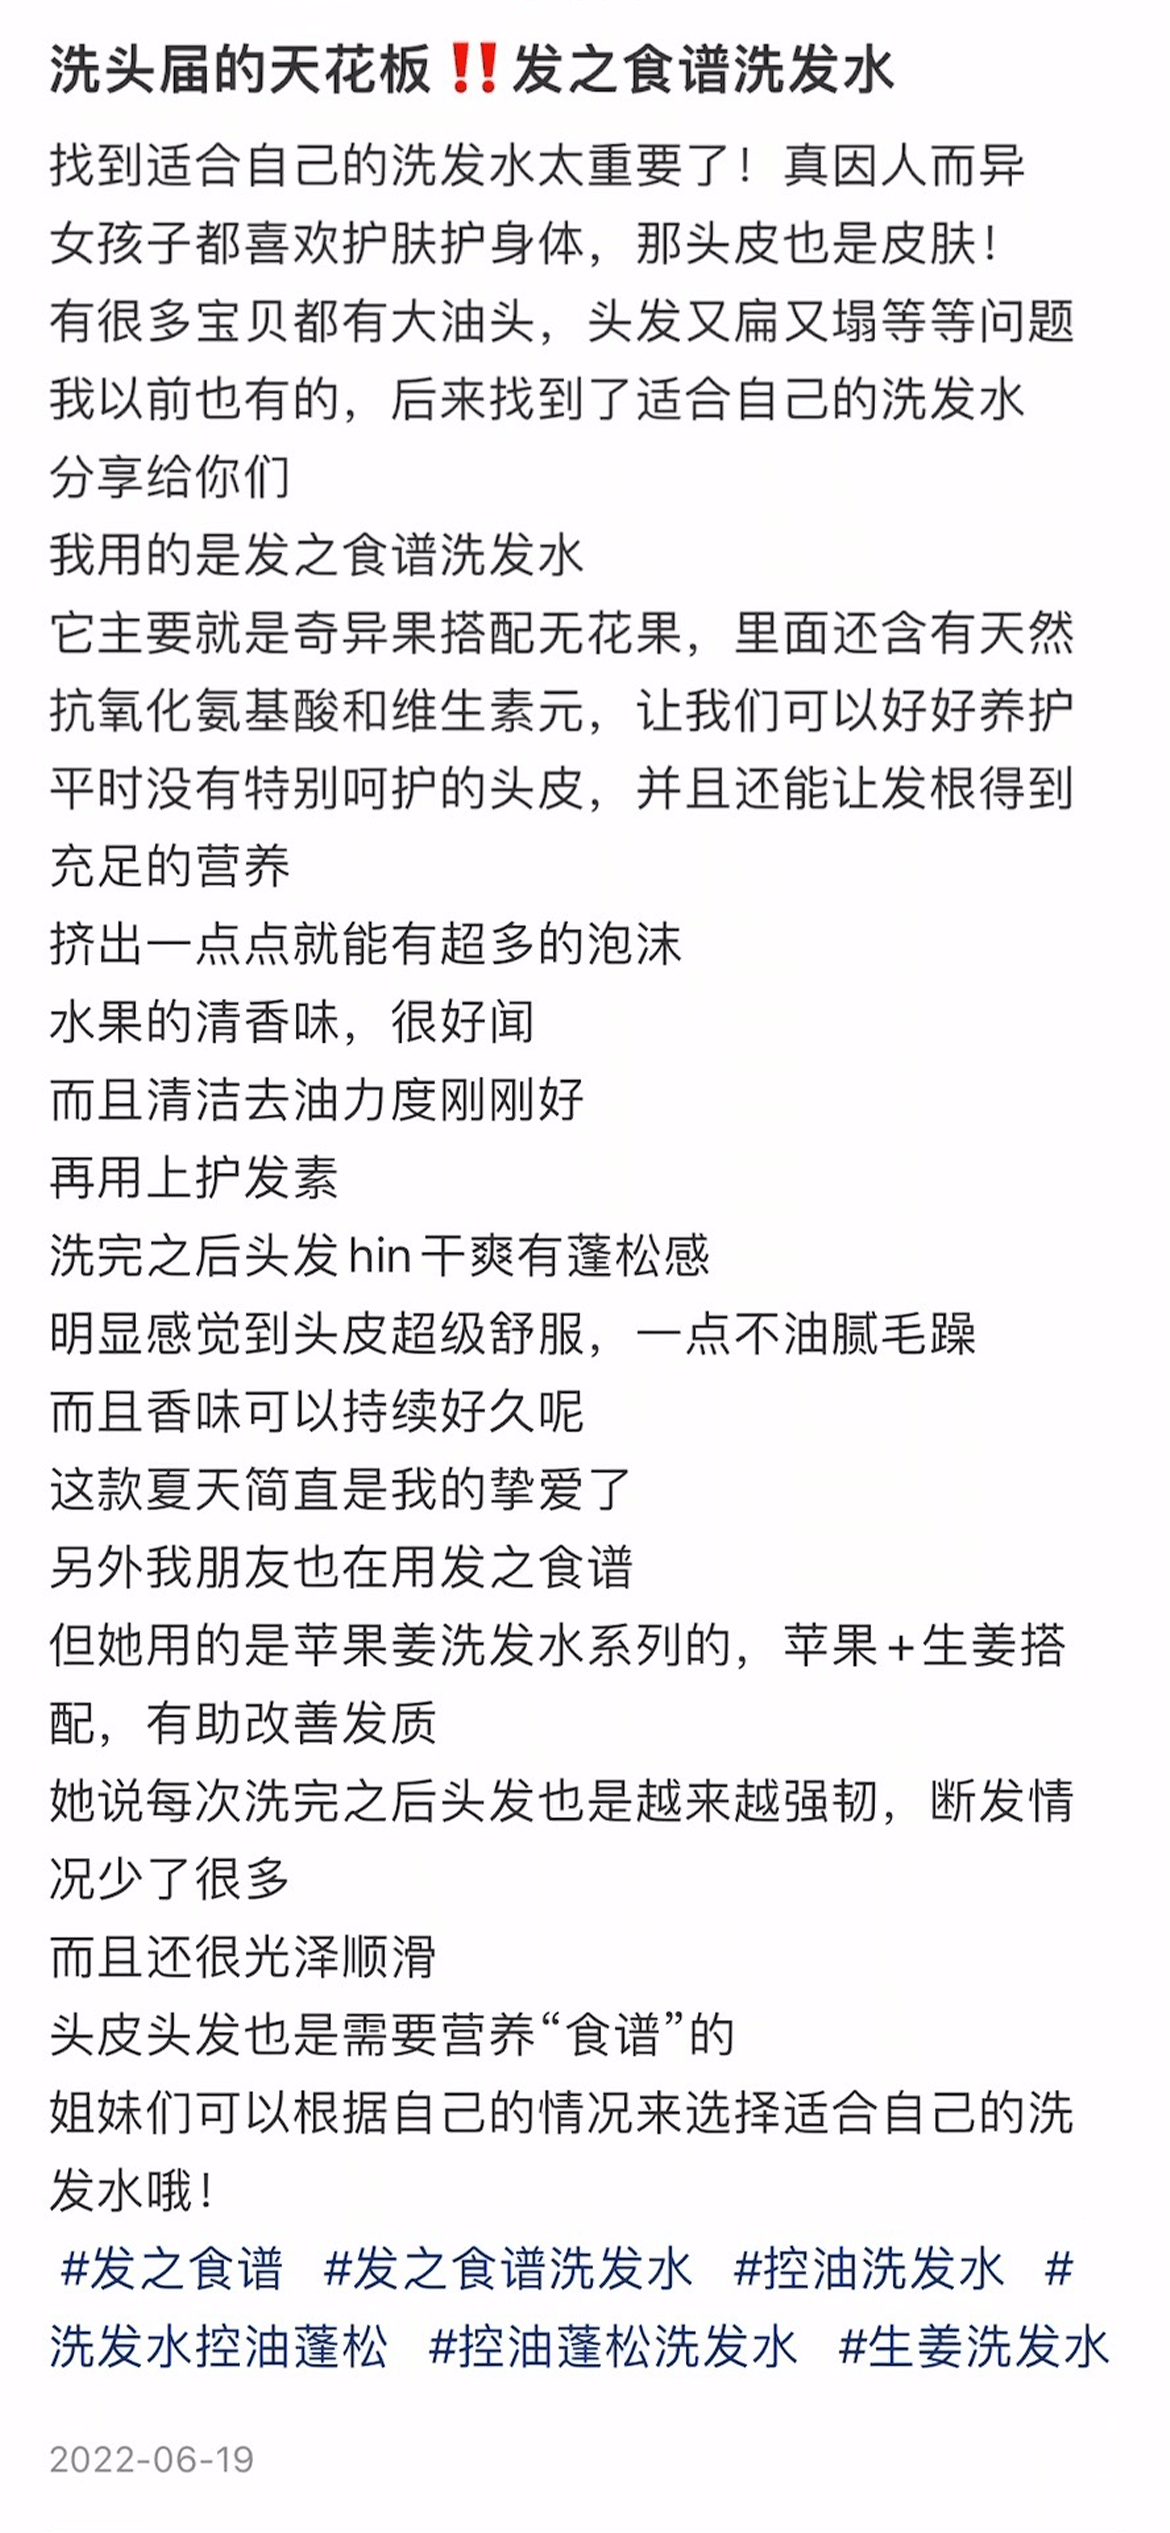 洗头届的天花板‼️发之食谱洗发水
找到适合自己的洗发水太重要了！真因人而异
女孩子都喜欢护肤护身体，那头皮也是皮肤！
有很多宝贝都有大油头，头发又扁又塌等等问题
我以前也有的，后来找到了适合自己的洗发水
分享给你们
我用的是发之食谱洗发水
它主要就是奇异果搭配无花果，里面还含有天然
抗氧化氨基酸和维生素元，让我们可以好好养护
平时没有特别呵护的头皮，并且还能让发根得到
充足的营养
挤出一点点就能有超多的泡沫
水果的清香味，很好闻
而且清洁去油力度刚刚好
再用上护发素
洗完之后头发hin干爽有蓬松感
明显感觉到头皮超级舒服，一点不油腻毛躁
而且香味可以持续好久呢
这款夏天简直是我的挚爱了
另外我朋友也在用发之食谱
但她用的是苹果姜洗发水系列的，苹果+生姜搭
配，有助改善发质
她说每次洗完之后头发也是越来越强韧，断发情
况少了很多
而且还很光泽顺滑
头皮头发也是需要营养“食谱”的
姐妹们可以根据自己的情况来选择适合自己的洗
发水哦！
#发之食谱 #发之食谱洗发水 #控油洗发水 #
洗发水控油蓬松 #控油蓬松洗发水 #生姜洗发水
2022-06-19